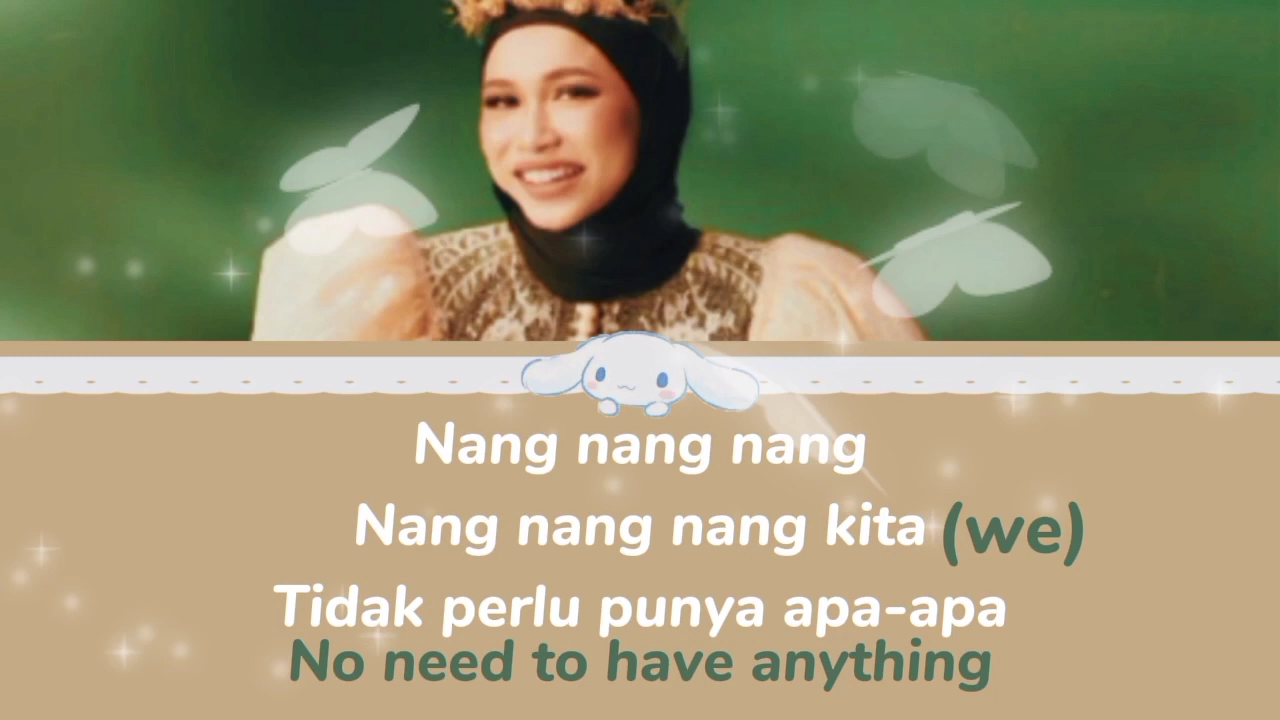 Nang nang nang
Nang nang nang kita (we)
Tidak perlu punya apa-apa
No need to have anything